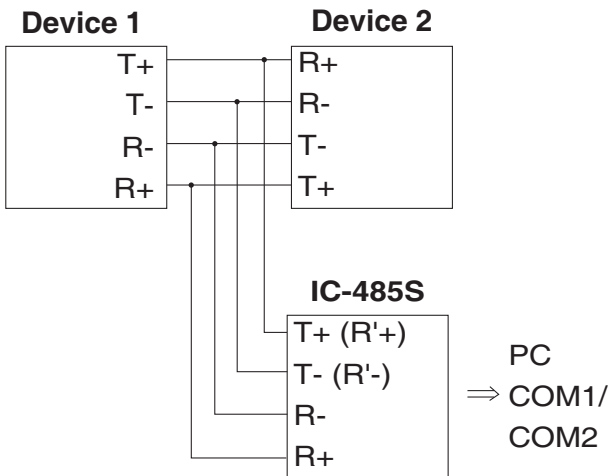 Device 1
Device 2
T+
R+
T-
R-
R-
T-
R+
T+
IC-485S
T+ (R'+)
T- (R'-)
R-
R+
PC
⇒ COM1/
COM2